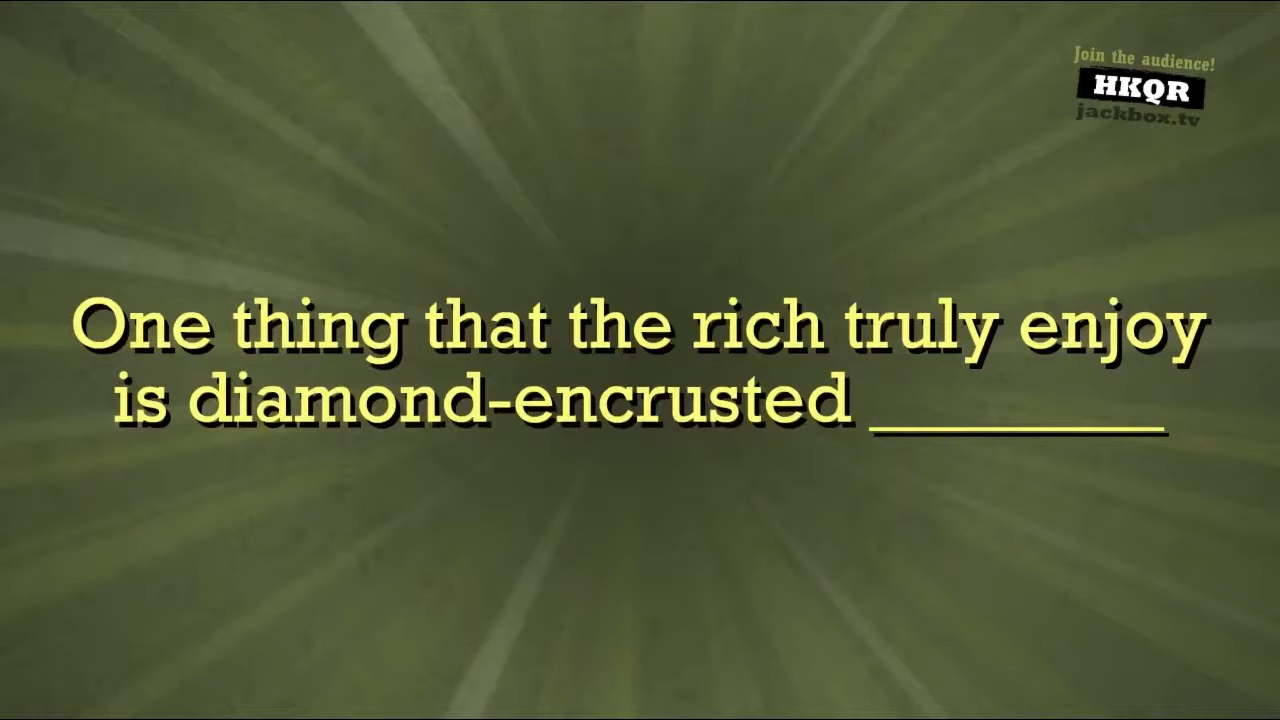 Join the audience!
HKQR
jackbox.tv
One thing that the rich truly enjoy
is diamond-encrusted ________